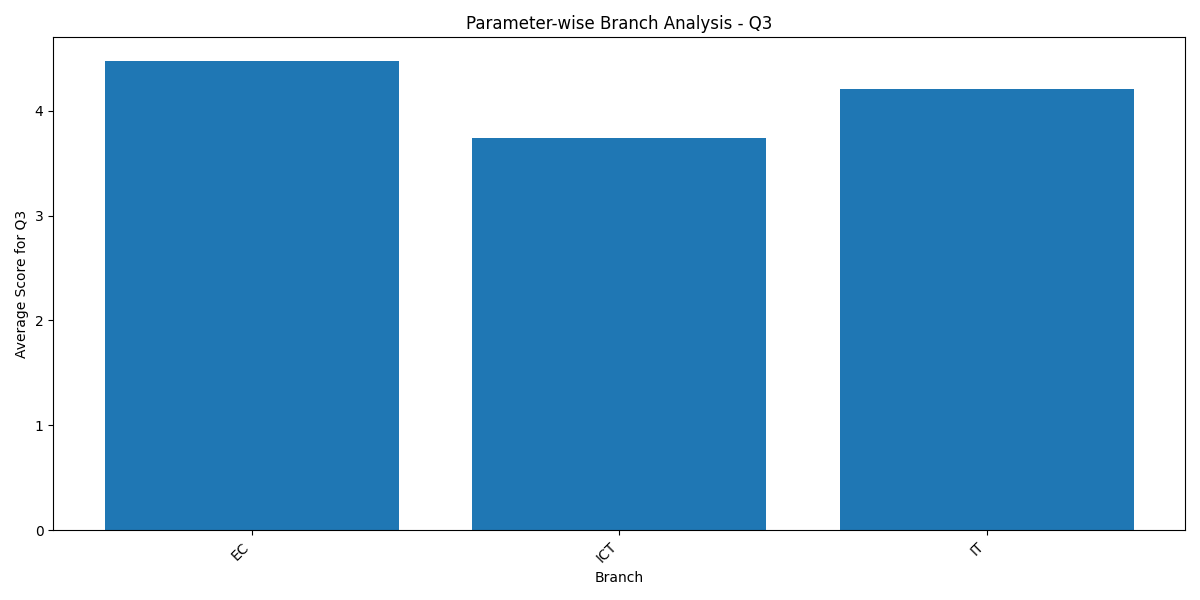 Parameter-wise Branch Analysis - Q3
Average Score for Q3
4
3
2
1
0
EC
ICT
IT
Branch